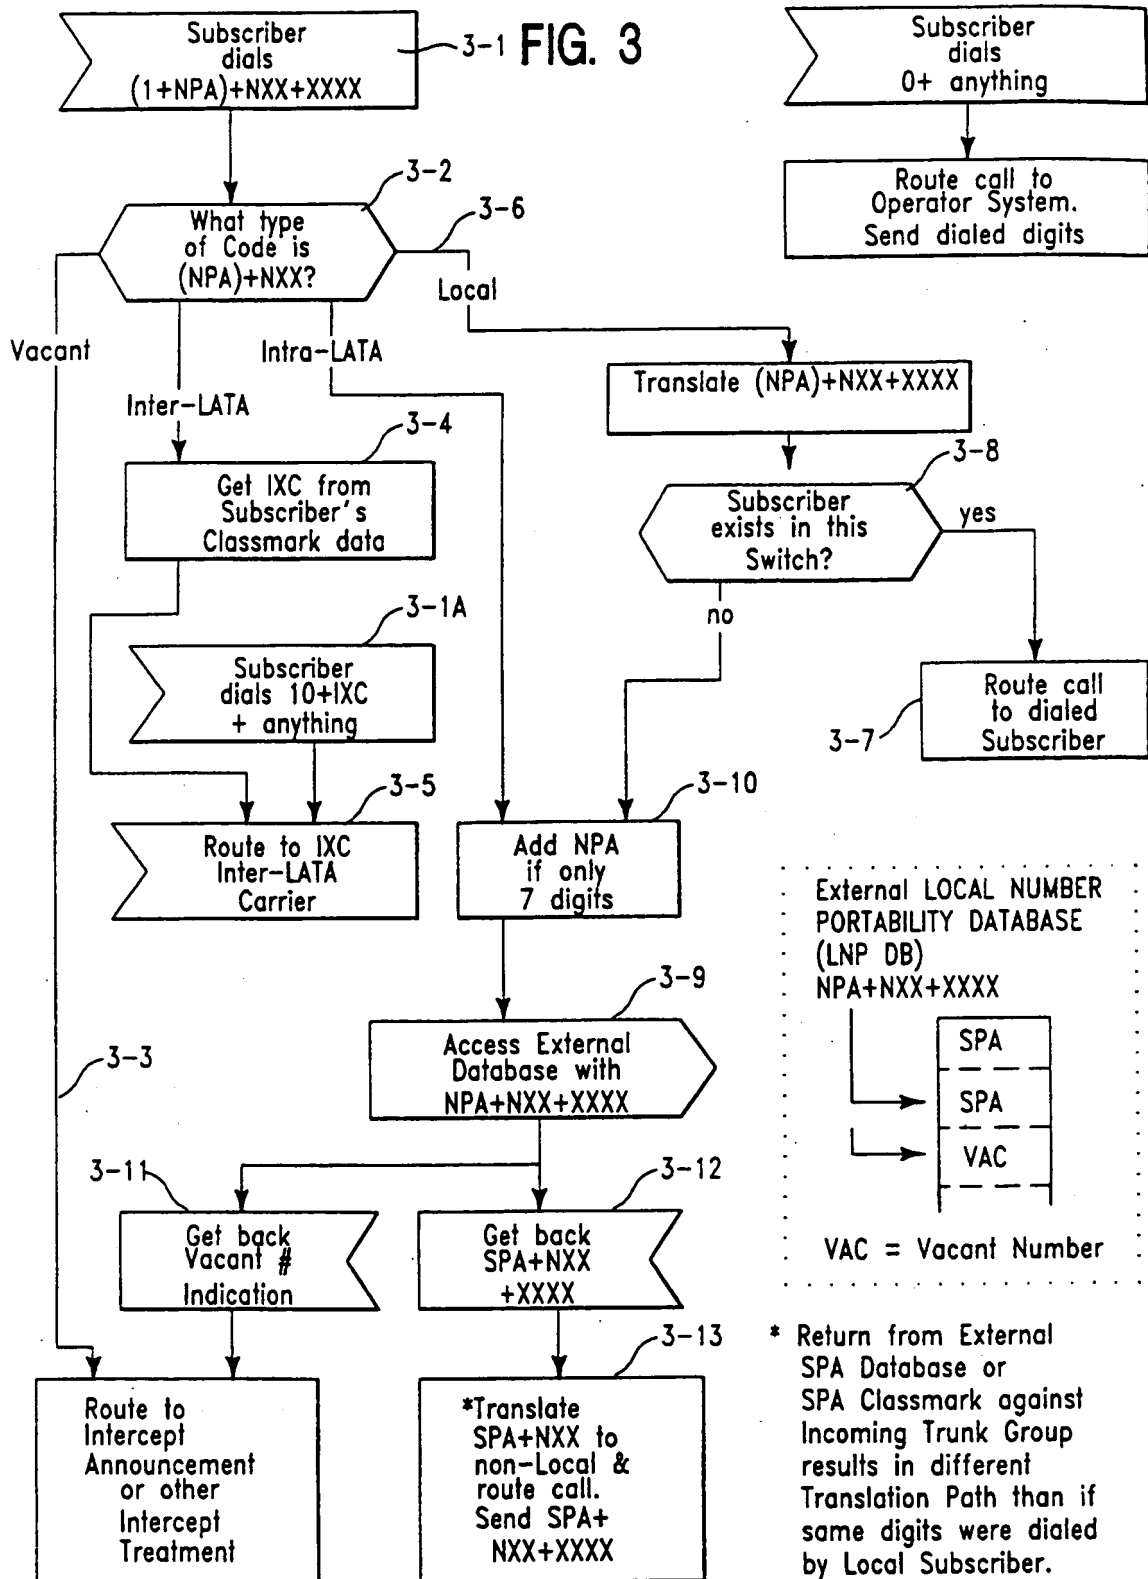 FIG. 3
Subscriber
dials
(1+NPA)+NXX+XXXX
3-1
Subscriber
dials
0+ anything
Route call to
Operator System.
Send dialed digits
3-2
What type
of Code is
(NPA)+NXX?
3-6
Local
Vacant
Intra-LATA
Inter-LATA
Translate (NPA)+NXX+XXXX
3-4
Get IXC from
Subscriber's
Classmark data
3-8
Subscriber
exists in this
Switch?
yes
no
3-1A
Subscriber
dials 10+IXC
+ anything
Route call
to dialed
Subscriber
3-7
3-5
Route to IXC
Inter-LATA
Carrier
3-10
Add NPA
if only
7 digits
External LOCAL NUMBER
PORTABILITY DATABASE
(LNP DB)
NPA+NXX+XXXX
SPA
SPA
VAC
VAC = Vacant Number
3-9
Access External
Database with
NPA+NXX+XXXX
3-3
3-11
Get back
Vacant #
Indication
3-12
Get back
SPA+NXX
+XXXX
Route to
Intercept
Announcement
or other
Intercept
Treatment
3-13
*Translate
SPA+NXX to
non-Local &
route call.
Send SPA+
NXX+XXXX
* Return from External
SPA Database or
SPA Classmark against
Incoming Trunk Group
results in different
Translation Path than if
same digits were dialed
by Local Subscriber.